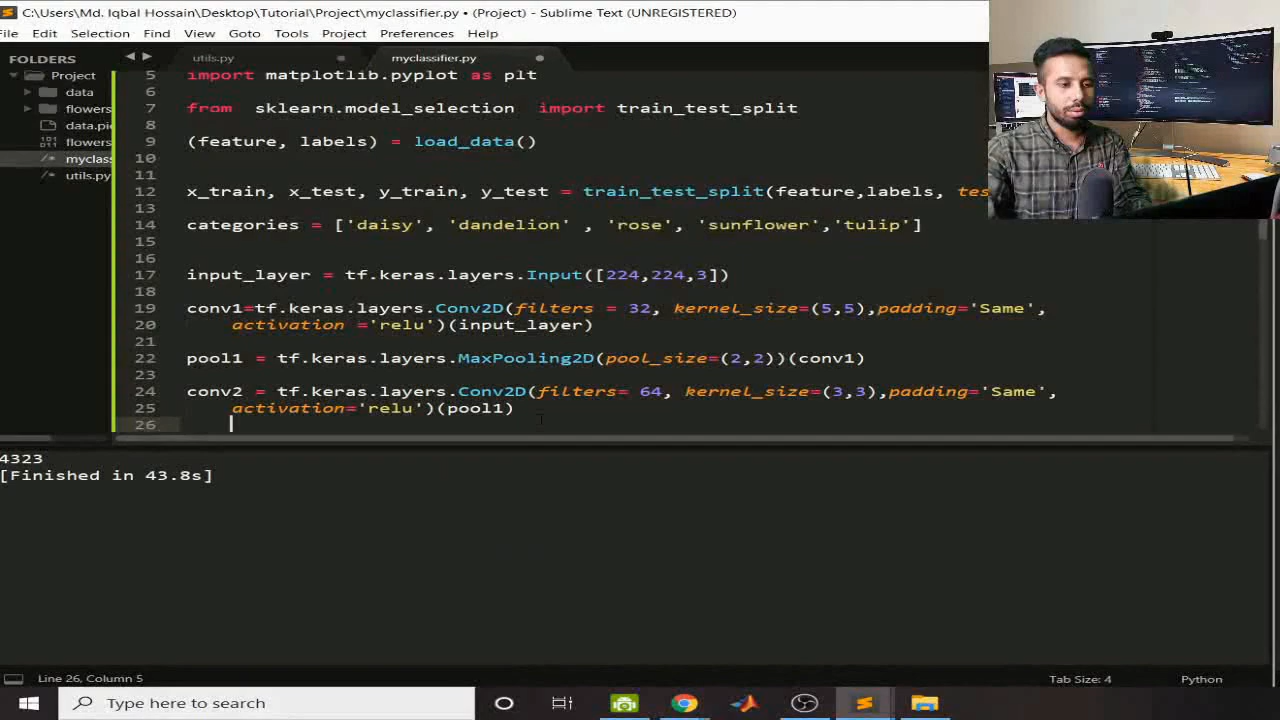 C:\Users\Md. Iqbal Hossain\Desktop\Tutorial\Project\myclassifier.py • (Project) - Sublime Text (UNREGISTERED)
File Edit Selection Find View Goto Tools Project Preferences Help
FOLDERS
Project
data
flowers
data.pic
flowers
myclass
utils.py
utils.py
myclassifier.py
5 import matplotlib.pyplot as plt
6
7 from sklearn.model_selection import train_test_split
8
9 (feature, labels) = load_data()
10
11
12 x_train, x_test, y_train, y_test = train_test_split(feature,labels, tes
13
14 categories = ['daisy', 'dandelion' , 'rose', 'sunflower','tulip']
15
16
17 input_layer = tf.keras.layers.Input([224,224,3])
18
19 conv1=tf.keras.layers.Conv2D(filters = 32, kernel_size=(5,5),padding='Same',
20 activation ='relu')(input_layer)
21
22 pool1 = tf.keras.layers.MaxPooling2D(pool_size=(2,2))(conv1)
23
24 conv2 = tf.keras.layers.Conv2D(filters= 64, kernel_size=(3,3),padding='Same',
25 activation='relu')(pool1)
26
4323
[Finished in 43.8s]
Line 26, Column 5
Tab Size: 4
Python
Type here to search